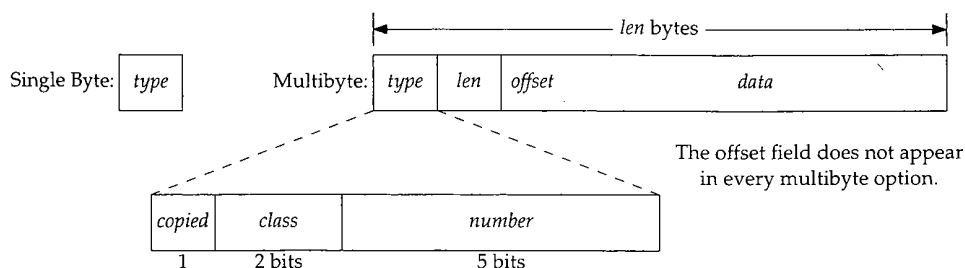 len bytes
Single Byte: type
Multibyte: type len offset data
The offset field does not appear
in every multibyte option.
copied class number
1 2 bits 5 bits